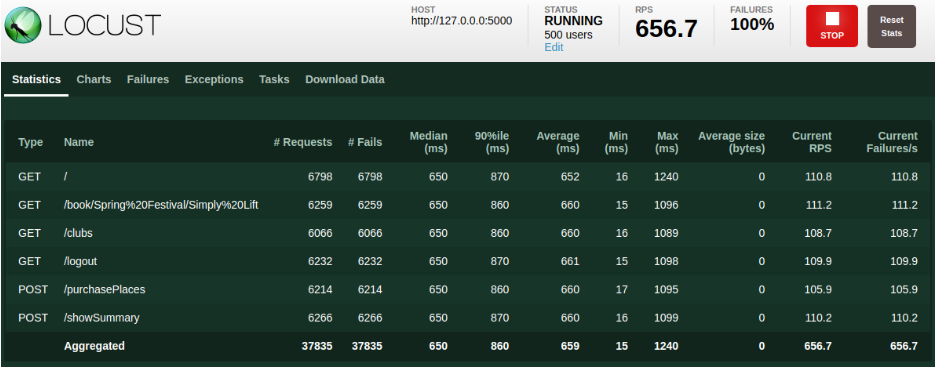 LOCUST
HOST
http://127.0.0.0:5000
STATUS
RUNNING
500 users
Edit
RPS
656.7
FAILURES
100%
STOP
Reset
Stats
Statistics Charts Failures Exceptions Tasks Download Data
Type Name # Requests # Fails Median (ms) 90%ile (ms) Average (ms) Min (ms) Max (ms) Average size (bytes) Current RPS Current Failures/s
GET / 6798 6798 650 870 652 16 1240 0 110.8 110.8
GET /book/Spring%20Festival/Simply%20Lift 6259 6259 650 860 660 15 1096 0 111.2 111.2
GET /clubs 6066 6066 650 860 660 16 1089 0 108.7 108.7
GET /logout 6232 6232 650 870 661 15 1098 0 109.9 109.9
POST /purchasePlaces 6214 6214 650 860 660 17 1095 0 105.9 105.9
POST /showSummary 6266 6266 650 870 660 16 1099 0 110.2 110.2
Aggregated 37835 37835 650 860 659 15 1240 0 656.7 656.7